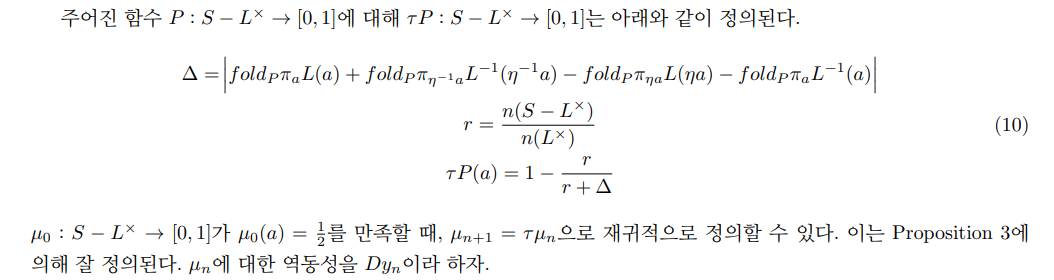 주어진 함수 P : S − L^× → [0, 1]에 대해 τP : S − L^× → [0, 1]는 아래와 같이 정의된다.
Δ = |fold_P π_a L(a) + fold_P π_{η^{−1}a} L^{−1}(η^{−1}a) − fold_P π_{ηa} L(ηa) − fold_P π_a L^{−1}(a)|
r = n(S − L^×) / n(L^×) (10)
τP(a) = 1 − r / (r + Δ)
μ_0 : S − L^× → [0, 1]가 μ_0(a) = 1/2를 만족할 때, μ_{n+1} = τμ_n으로 재귀적으로 정의할 수 있다. 이는 Proposition 3에
의해 잘 정의된다. μ_n에 대한 역동성을 Dy_n이라 하자.